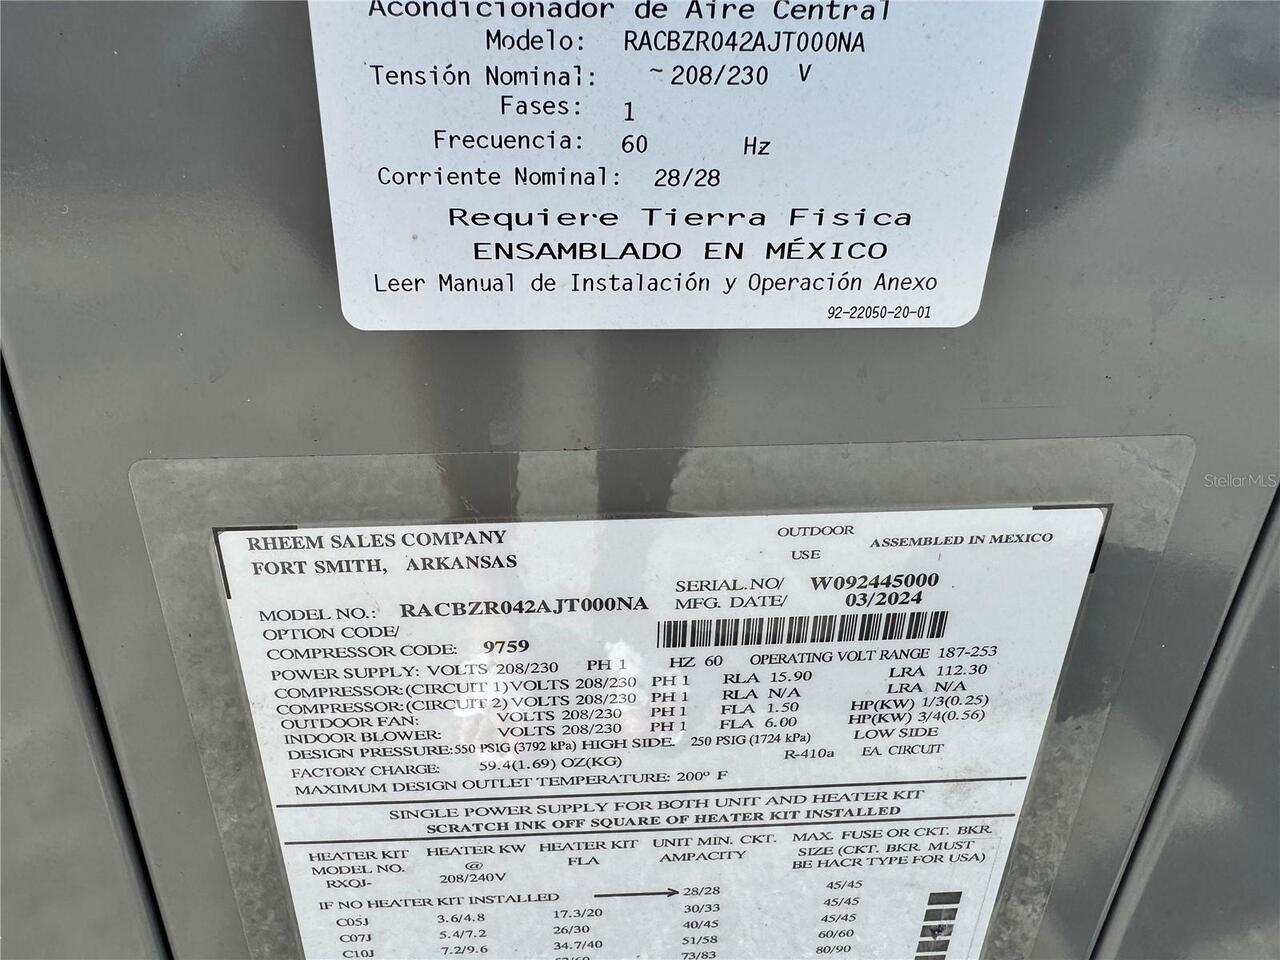 Acondicionador de Aire Central
Modelo: RACBZR042AJT000NA
Tensión Nominal: ~ 208/230 V
Fases: 1
Frecuencia: 60 Hz
Corriente Nominal: 28/28
Requiere Tierra Fisica
ENSAMBLADO EN MÉXICO
Leer Manual de Instalación y Operación Anexo
92-22050-20-01
StellarMLS
RHEEM SALES COMPANY OUTDOOR USE ASSEMBLED IN MEXICO
FORT SMITH, ARKANSAS
SERIAL.NO/ W092445000
MODEL NO.: RACBZR042AJT000NA MFG. DATE/ 03/2024
OPTION CODE/
COMPRESSOR CODE: 9759
POWER SUPPLY: VOLTS 208/230 PH 1 HZ 60 OPERATING VOLT RANGE 187-253
COMPRESSOR:(CIRCUIT 1) VOLTS 208/230 PH 1 RLA 15.90 LRA 112.30
COMPRESSOR:(CIRCUIT 2) VOLTS 208/230 PH 1 RLA N/A LRA N/A
OUTDOOR FAN: VOLTS 208/230 PH 1 FLA 1.50 HP(KW) 1/3(0.25)
INDOOR BLOWER: VOLTS 208/230 PH 1 FLA 6.00 HP(KW) 3/4(0.56)
DESIGN PRESSURE:550 PSIG (3792 kPa) HIGH SIDE. 250 PSIG (1724 kPa) LOW SIDE
FACTORY CHARGE: 59.4(1.69) OZ(KG) R-410a EA. CIRCUIT
MAXIMUM DESIGN OUTLET TEMPERATURE: 200° F
SINGLE POWER SUPPLY FOR BOTH UNIT AND HEATER KIT
SCRATCH INK OFF SQUARE OF HEATER KIT INSTALLED
HEATER KIT MODEL NO. RXQJ- HEATER KW @ 208/240V HEATER KIT FLA UNIT MIN. CKT. AMPACITY MAX. FUSE OR CKT. BKR. SIZE (CKT. BKR. MUST BE HACR TYPE FOR USA)
IF NO HEATER KIT INSTALLED 28/28 45/45
C05J 3.6/4.8 17.3/20 30/33 45/45
C07J 5.4/7.2 26/30 40/45 45/45
C10J 7.2/9.6 34.7/40 51/58 60/60
73/83 80/90